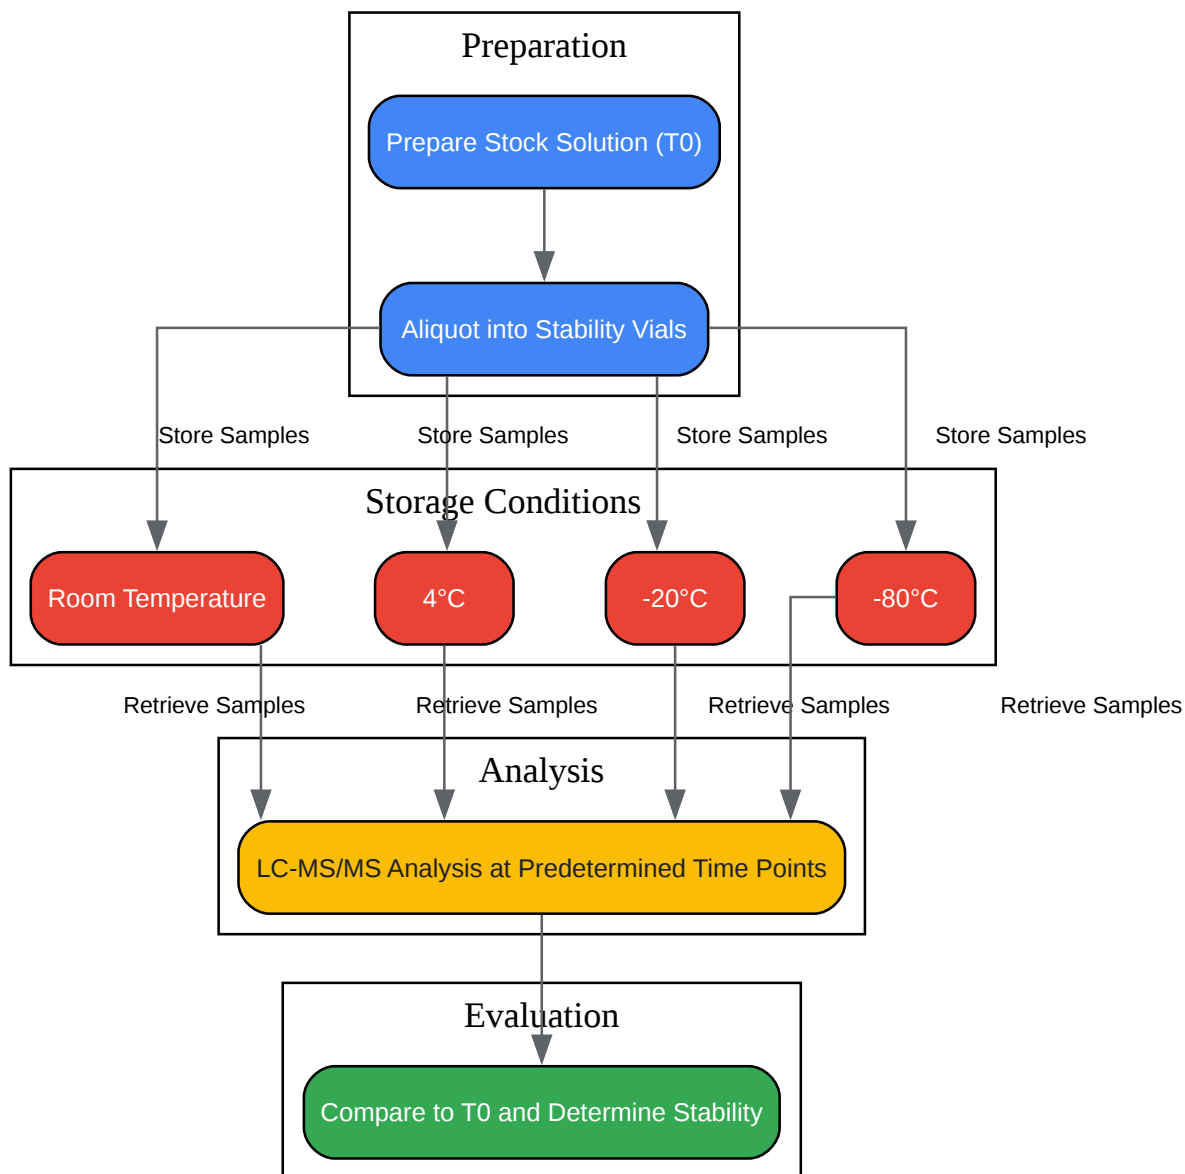 Preparation
Prepare Stock Solution (T0)
Aliquot into Stability Vials
Store Samples
Store Samples
Store Samples
Store Samples
Storage Conditions
Room Temperature
4°C
-20°C
-80°C
Retrieve Samples
Retrieve Samples
Retrieve Samples
Retrieve Samples
Analysis
LC-MS/MS Analysis at Predetermined Time Points
Evaluation
Compare to T0 and Determine Stability